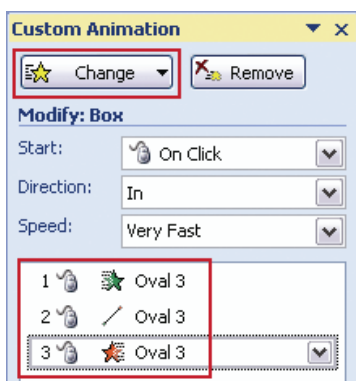 Custom Animation
Change Remove
Modify: Box
Start: On Click
Direction: In
Speed: Very Fast
1 Oval 3
2 Oval 3
3 Oval 3